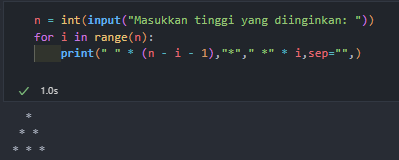 n = int(input("Masukkan tinggi yang diinginkan: "))
for i in range(n):
    print(" " * (n - i - 1),"*"," *" * i,sep="",)
✓ 1.0s
  *
 * *
* * *